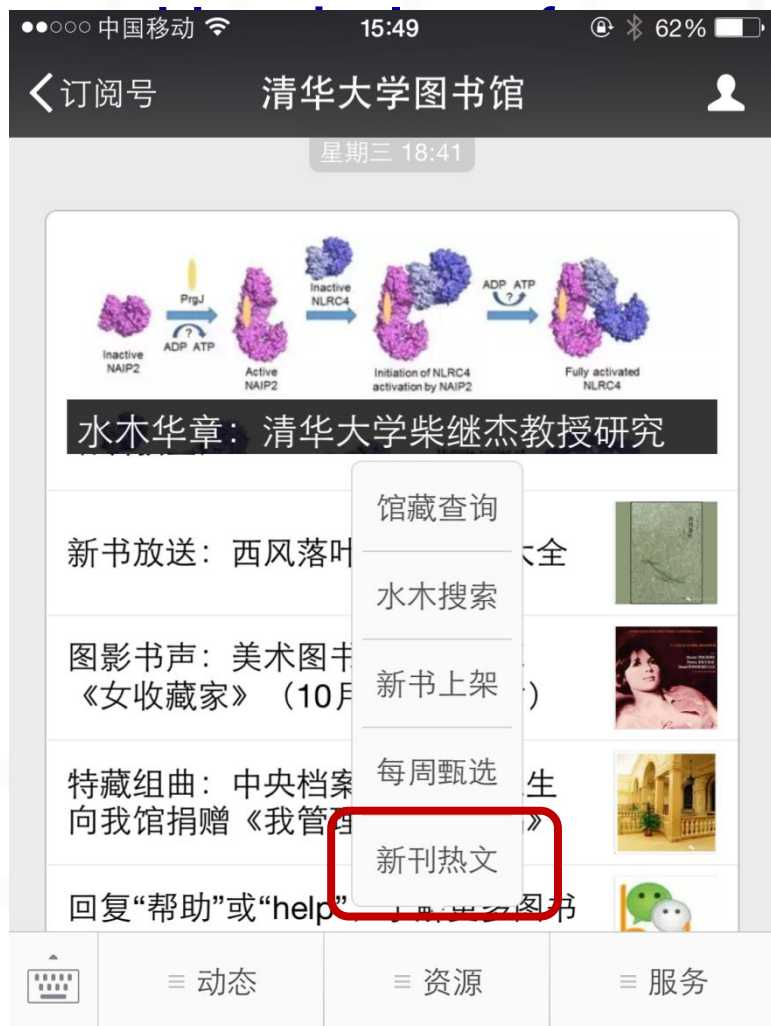 中国移动 15:49 62%
订阅号 清华大学图书馆
星期三 18:41
PrgJ
Inactive
NLRC4
ADP ATP
?
?
ADP ATP
Inactive
NAIP2
Active
NAIP2
Initiation of NLRC4
activation by NAIP2
Fully activated
NLRC4
水木华章：清华大学柴继杰教授研究
馆藏查询
水木搜索
新书上架
每周甄选
新刊热文
新书放送：西风落叶 大全
图影书声：美术图书
《女收藏家》（10月 ）
特藏组曲：中央档案 生
向我馆捐赠《我管理 》
回复“帮助”或“help”，了解更多图书
动态 资源 服务